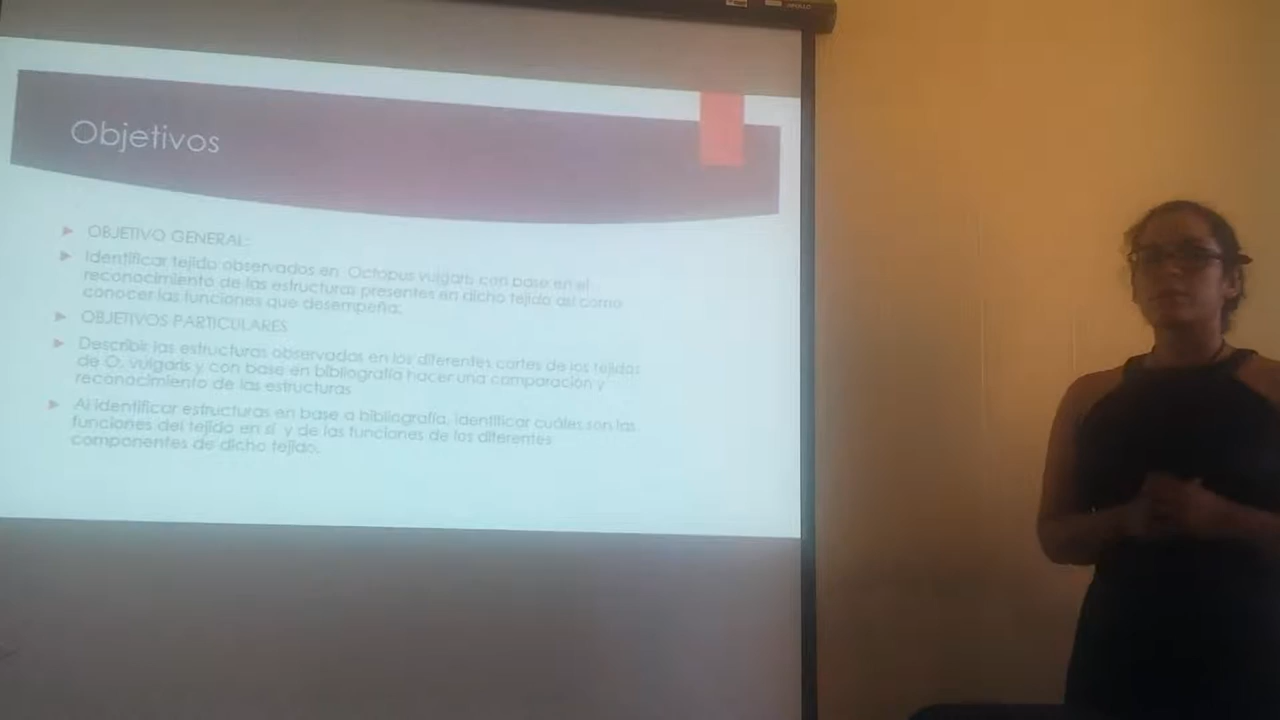 Objetivos
OBJETIVO GENERAL:
Identificar tejido observados en Octopus vulgaris con base en el
reconocimiento de las estructuras presentes en dicho tejido así como
conocer las funciones que desempeña.
OBJETIVOS PARTICULARES
Describir las estructuras observadas en los diferentes cortes de los tejidos
de O. vulgaris y con base en bibliografía hacer una comparación y
reconocimiento de las estructuras
Al identificar estructuras en base a bibliografía, identificar cuáles son las
funciones del tejido en sí y de las funciones de los diferentes
componentes de dicho tejido.
APOLLO